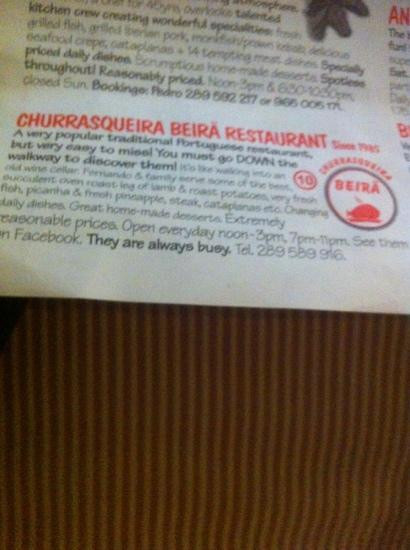 atmosphere,
kitchen crew creating wonderful specialities: fresh
grilled fish, grilled Iberian pork, monkfish/prawn kebab, delicious
seafood crepe, cataplanas + 14 tempting meat dishes. Specially
priced daily dishes. Scrumptious home-made desserts. Spotless
throughout! Reasonably priced. Noon-3pm & 6:30-10:30pm,
closed Sun. Bookings: Pedro 289 592 217 or 966 005 171.
CHURRASQUEIRA BEIRÃ RESTAURANT Since 1985
A very popular traditional Portuguese restaurant,
but very easy to miss! You must go DOWN the
walkway to discover them! It's like walking into an
old wine cellar. Fernando & family serve some of the best,
succulent oven roast leg of lamb & roast potatoes, very fresh
fish, picanha & fresh pineapple, steak, cataplanas etc. Changing
daily dishes. Great home-made desserts. Extremely
reasonable prices. Open everyday noon-3pm, 7pm-11pm. See them
on Facebook. They are always busy. Tel. 289 589 916.
10
CHURRASQUEIRA
BEIRÃ